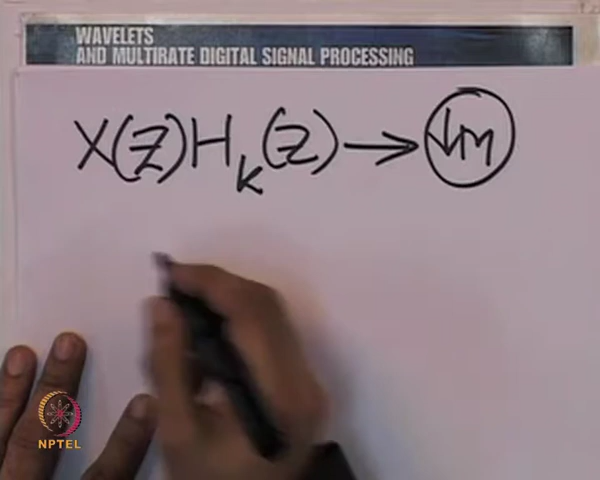 WAVELETS
AND MULTIRATE DIGITAL SIGNAL PROCESSING
X(Z)H_k(Z) → ↓M
NPTEL